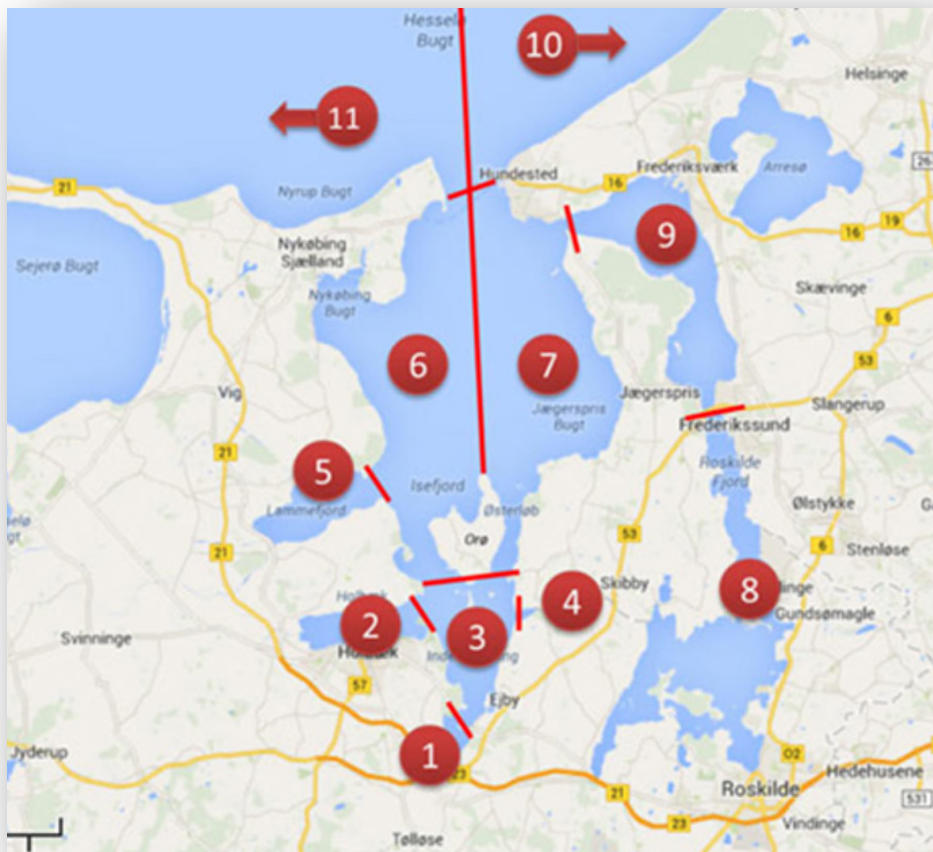 Hesselø
Bugt
10
Helsinge
11
26
Hundested
Frederiksværk
Arresø
21
Nyrup Bugt
16
19
16
9
Nykøbing
Sjælland
Sejerø Bugt
Skævinge
Nykøbing
Bugt
6
53
6
7
Vig
Jægerspris
Jægerspris
Bugt
Slangerup
Frederikssund
21
5
Isefjord
Roskilde
Fjord
Lammefjord
Østerløb
Ølstykke
Orø
53
6
Stenløse
21
Skibby
8
4
2
Gundsømagle
3
Svinninge
57
Ejby
Jyderup
1
23
O2
Hedehusene
21
Roskilde
531
23
Vindinge
Tølløse